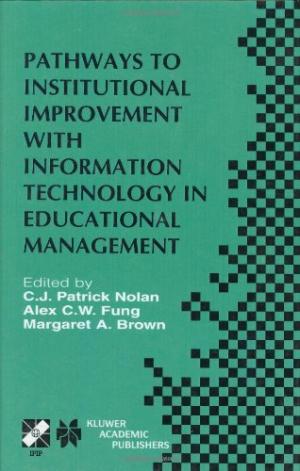 PATHWAYS TO
INSTITUTIONAL
IMPROVEMENT
WITH
INFORMATION
TECHNOLOGY IN
EDUCATIONAL
MANAGEMENT
Edited by
C.J. Patrick Nolan
Alex C.W. Fung
Margaret A. Brown
IFIP
KLUWER
ACADEMIC
PUBLISHERS